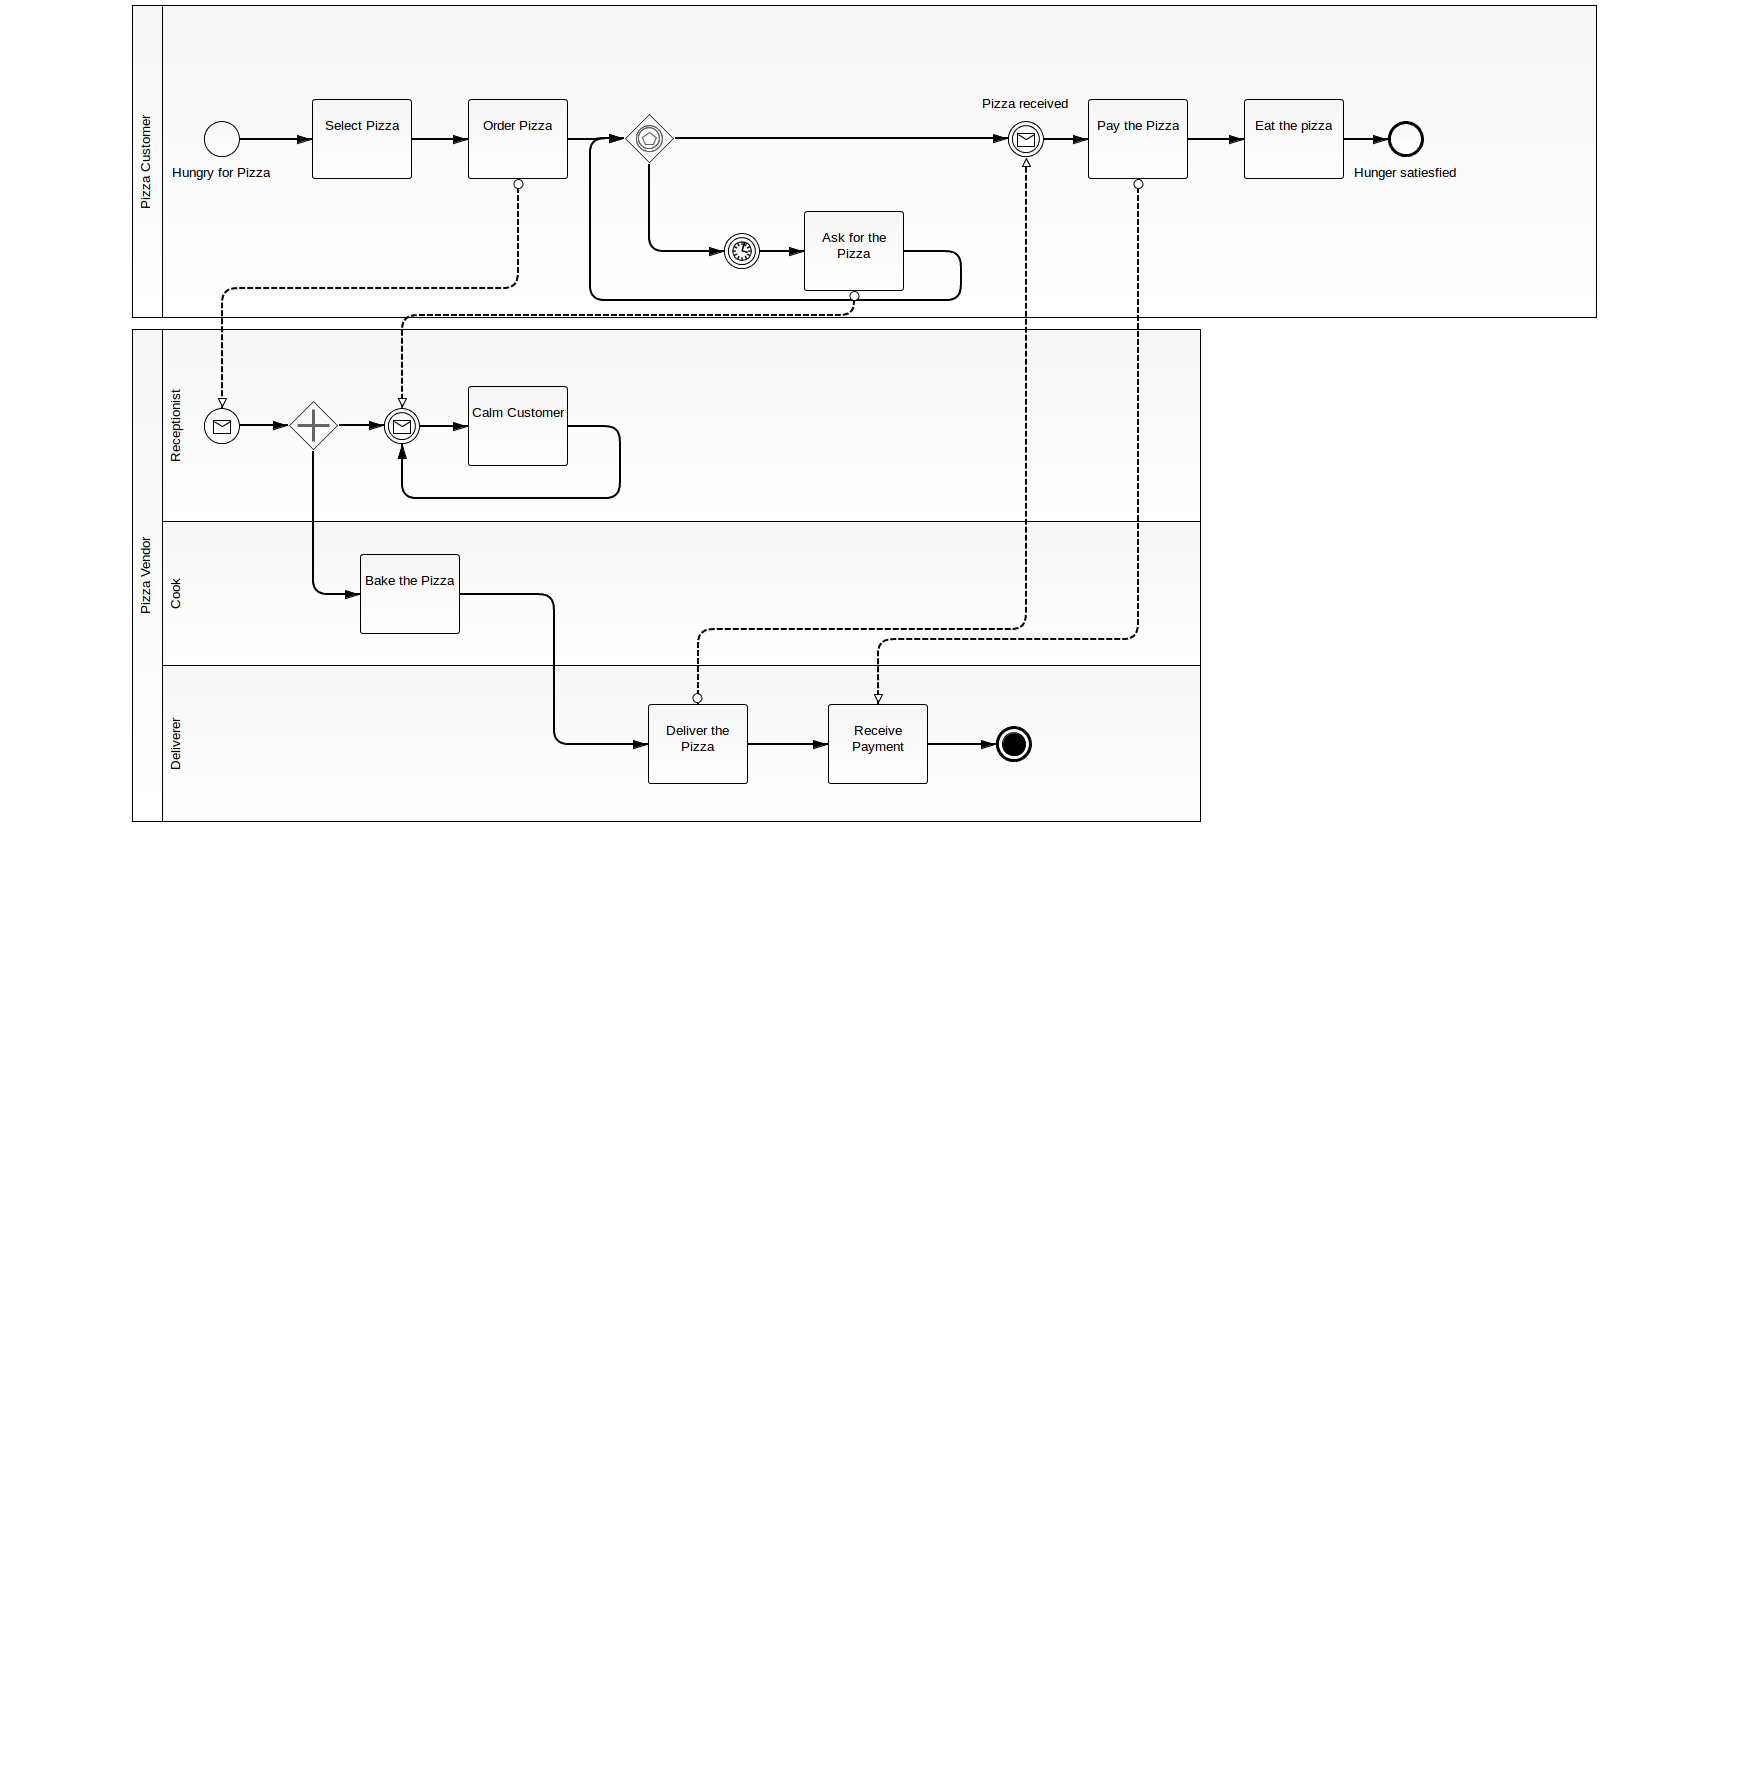 Pizza Customer
Pizza received
Select Pizza
Order Pizza
Pay the Pizza
Eat the pizza
Hungry for Pizza
Hunger satiesfied
Ask for the
Pizza
Pizza Vendor
Receptionist
Calm Customer
Cook
Bake the Pizza
Deliverer
Deliver the
Pizza
Receive
Payment